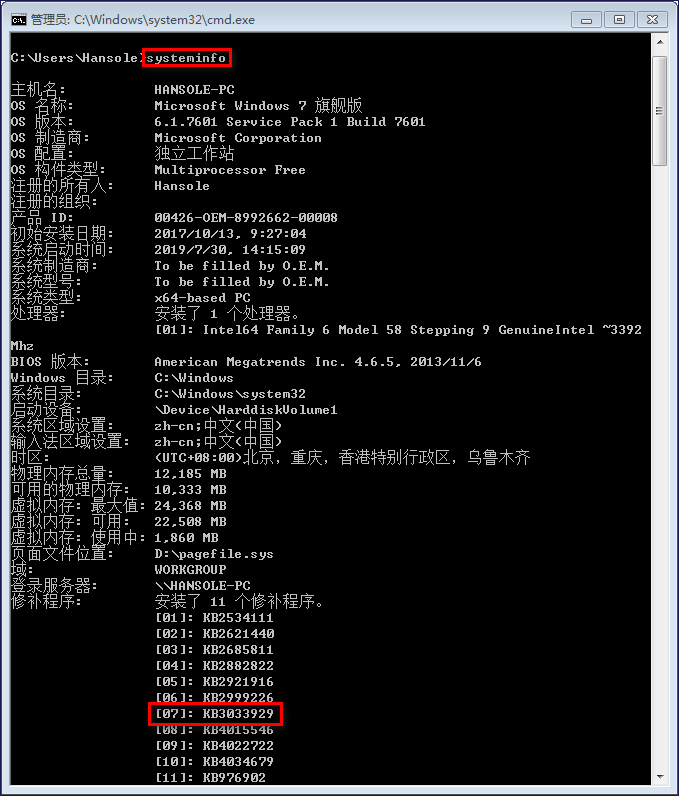 管理员: C:\Windows\system32\cmd.exe
C:\Users\Hansole>systeminfo
主机名: HANSOLE-PC
OS 名称: Microsoft Windows 7 旗舰版
OS 版本: 6.1.7601 Service Pack 1 Build 7601
OS 制造商: Microsoft Corporation
OS 配置: 独立工作站
OS 构件类型: Multiprocessor Free
注册的所有人: Hansole
注册的组织:
产品 ID: 00426-OEM-8992662-00008
初始安装日期: 2017/10/13, 9:27:04
系统启动时间: 2019/7/30, 14:15:09
系统制造商: To be filled by O.E.M.
系统型号: To be filled by O.E.M.
系统类型: x64-based PC
处理器: 安装了 1 个处理器。
[01]: Intel64 Family 6 Model 58 Stepping 9 GenuineIntel ~3392
Mhz
BIOS 版本: American Megatrends Inc. 4.6.5, 2013/11/6
Windows 目录: C:\Windows
系统目录: C:\Windows\system32
启动设备: \Device\HarddiskVolume1
系统区域设置: zh-cn;中文(中国)
输入法区域设置: zh-cn;中文(中国)
时区: (UTC+08:00)北京，重庆，香港特别行政区，乌鲁木齐
物理内存总量: 12,185 MB
可用的物理内存: 10,333 MB
虚拟内存: 最大值: 24,368 MB
虚拟内存: 可用: 22,508 MB
虚拟内存: 使用中: 1,860 MB
页面文件位置: D:\pagefile.sys
域: WORKGROUP
登录服务器: \\HANSOLE-PC
修补程序: 安装了 11 个修补程序。
[01]: KB2534111
[02]: KB2621440
[03]: KB2685811
[04]: KB2882822
[05]: KB2921916
[06]: KB2999226
[07]: KB3033929
[08]: KB4015546
[09]: KB4022722
[10]: KB4034679
[11]: KB976902